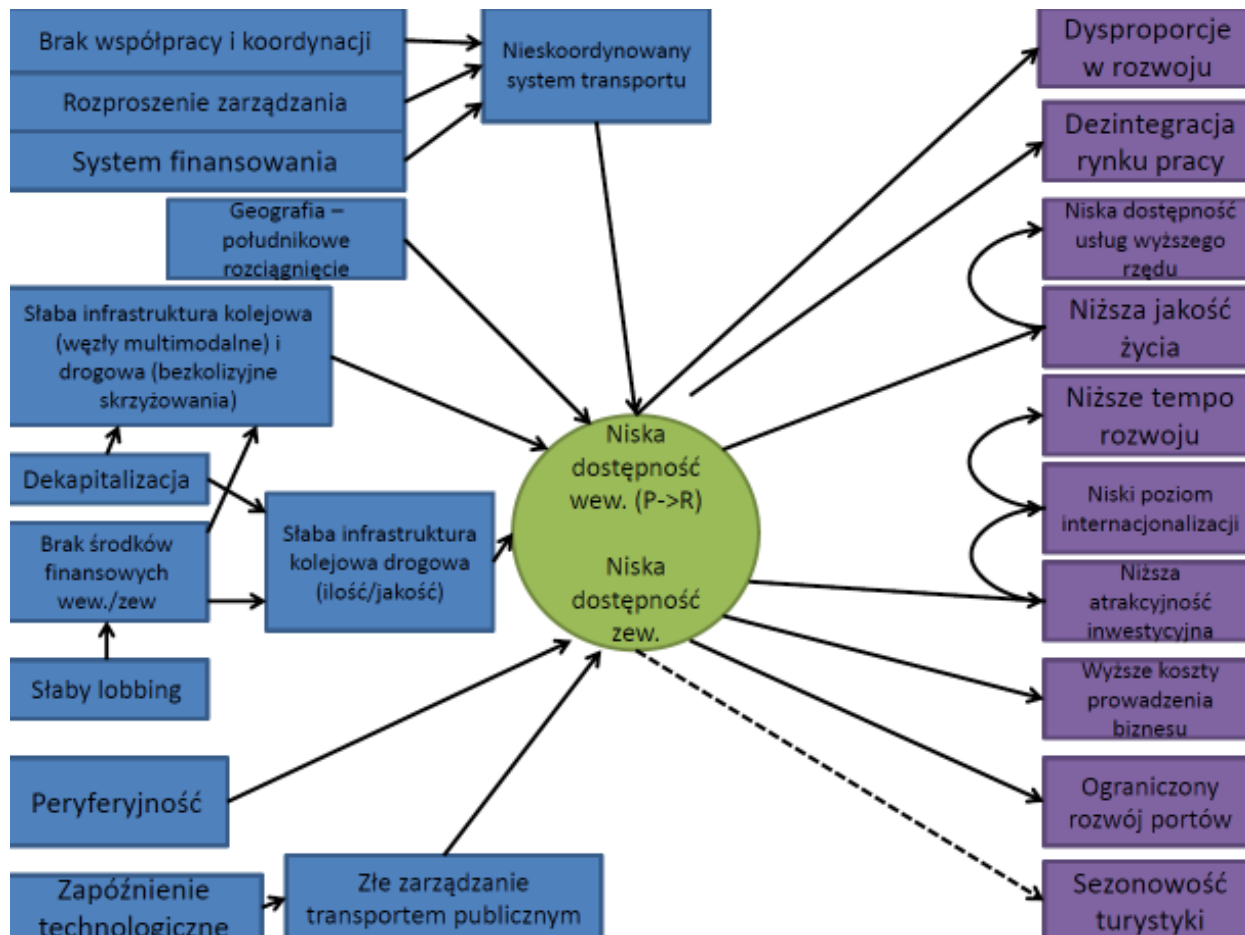 Brak współpracy i koordynacji
Rozproszenie zarządzania
System finansowania
Nieskoordynowany
system transportu
Geografia –
południkowe
rozciągnięcie
Słaba infrastruktura kolejowa
(węzły multimodalne) i
drogowa (bezkolizyjne
skrzyżowania)
Dekapitalizacja
Brak środków
finansowych
wew./zew
Słaby lobbing
Słaba infrastruktura
kolejowa drogowa
(ilość/jakość)
Peryferyjność
Zapóźnienie
technologiczne
Złe zarządzanie
transportem publicznym
Niska
dostępność
wew. (P->R)
Niska
dostępność
zew.
Dysproporcje
w rozwoju
Dezintegracja
rynku pracy
Niska dostępność
usług wyższego
rzędu
Niższa jakość
życia
Niższe tempo
rozwoju
Niski poziom
internacjonalizacji
Niższa
atrakcyjność
inwestycyjna
Wyższe koszty
prowadzenia
biznesu
Ograniczony
rozwój portów
Sezonowość
turystyki